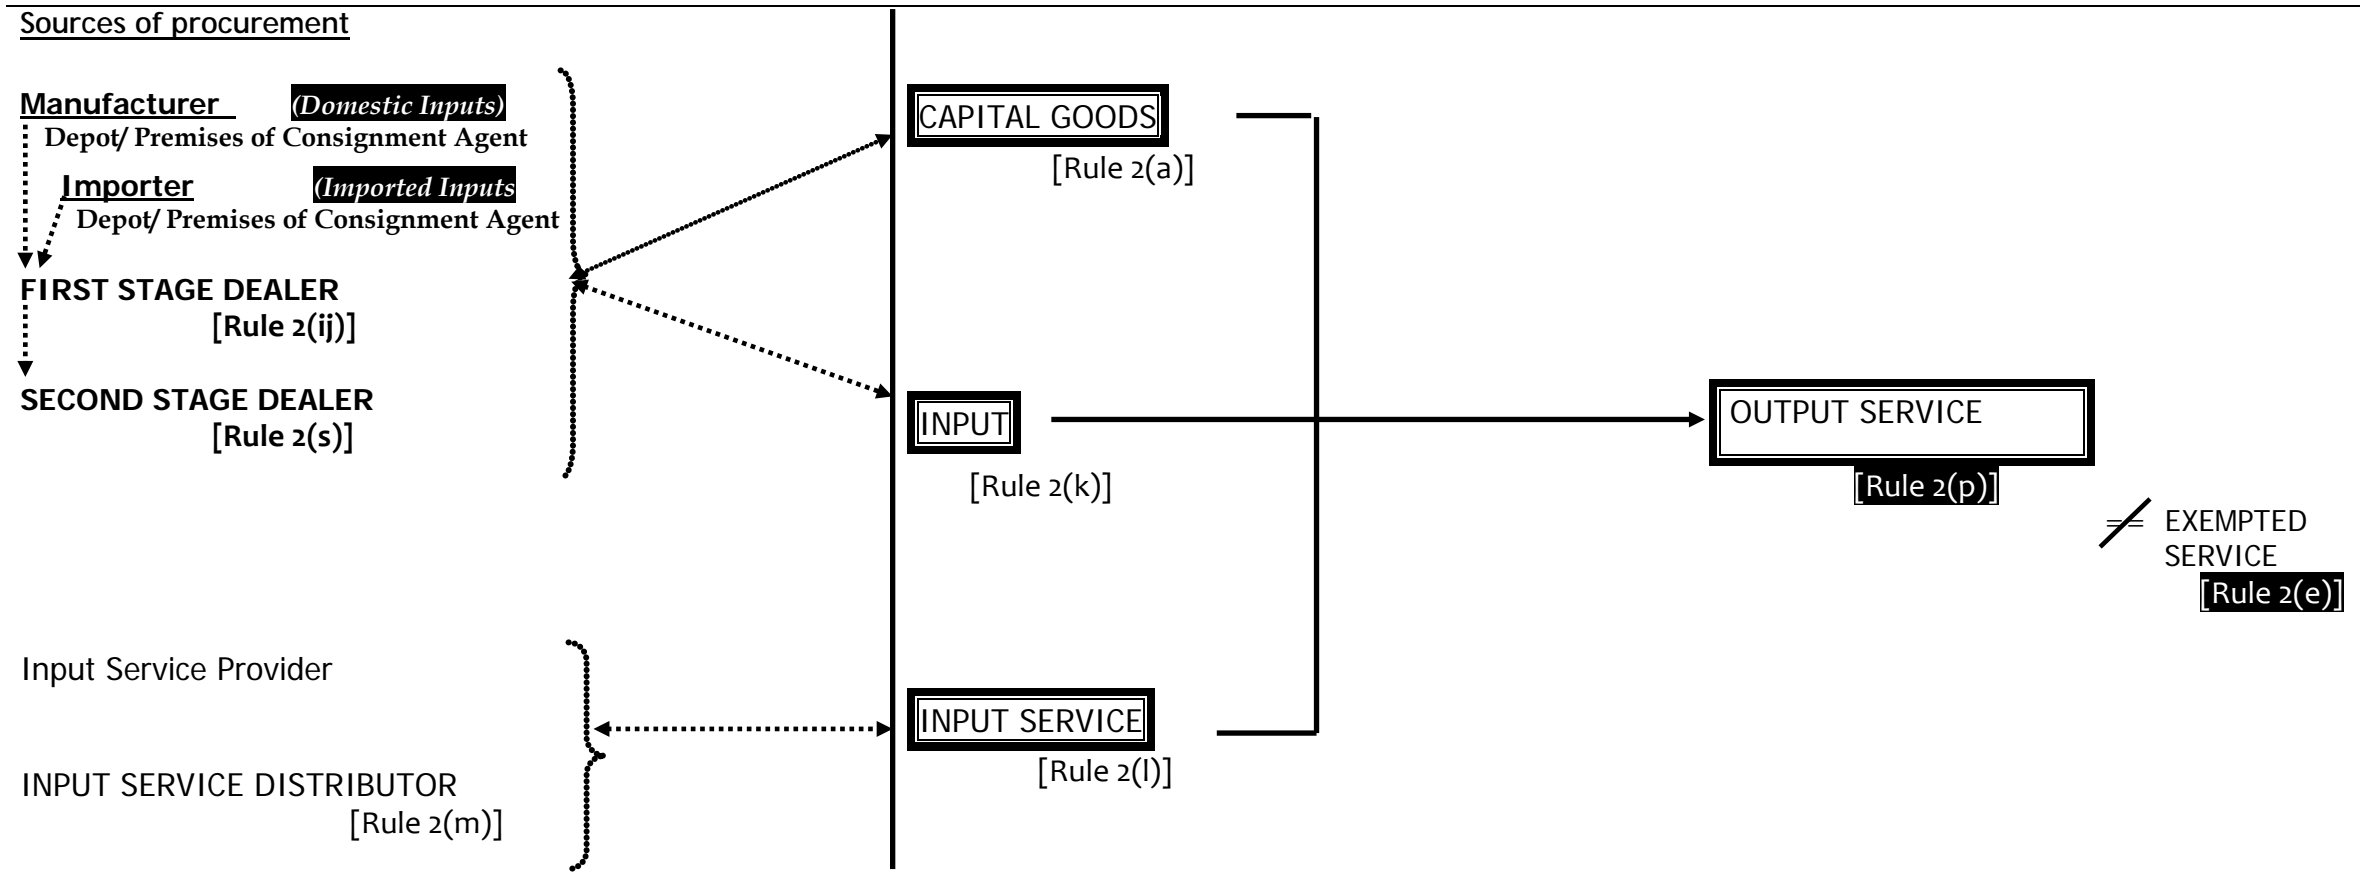 Sources of procurement
Manufacturer (Domestic Inputs)
Depot/ Premises of Consignment Agent
Importer (Imported Inputs
Depot/ Premises of Consignment Agent
FIRST STAGE DEALER
[Rule 2(ij)]
SECOND STAGE DEALER
[Rule 2(s)]
Input Service Provider
INPUT SERVICE DISTRIBUTOR
[Rule 2(m)]
CAPITAL GOODS
[Rule 2(a)]
INPUT
[Rule 2(k)]
INPUT SERVICE
[Rule 2(l)]
OUTPUT SERVICE
[Rule 2(p)]
== EXEMPTED
SERVICE
[Rule 2(e)]